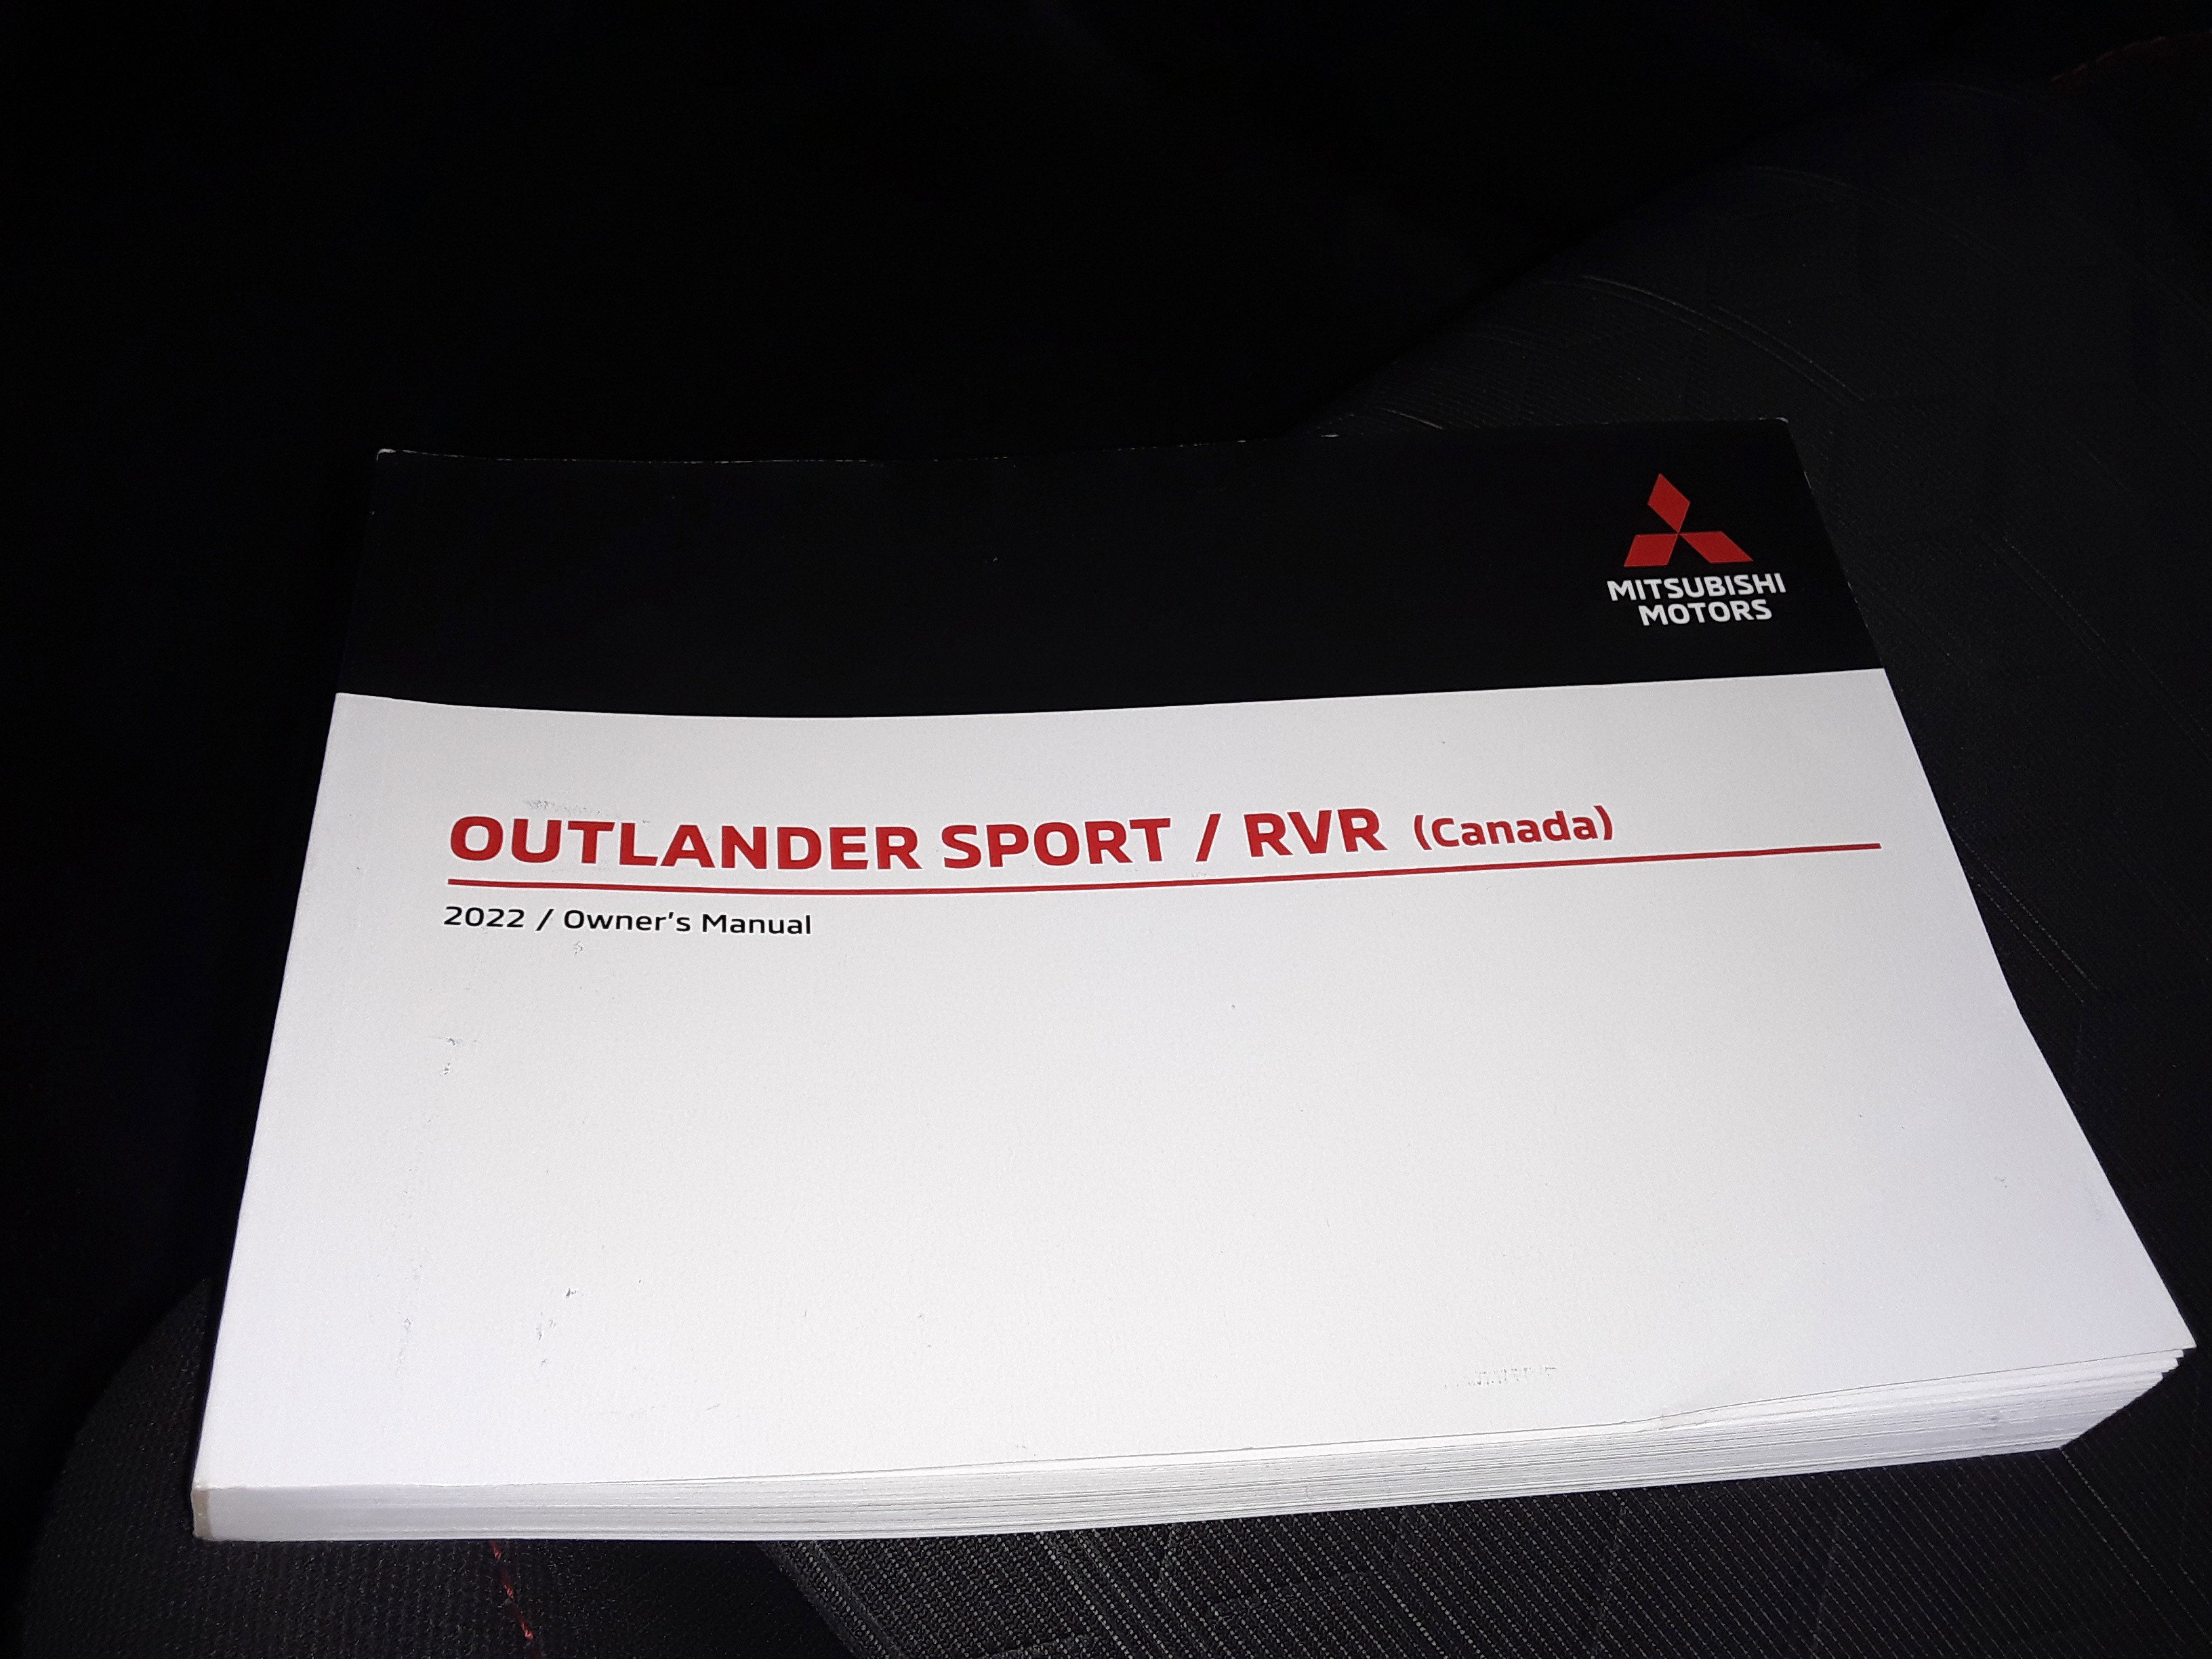 MITSUBISHI
MOTORS
OUTLANDER SPORT / RVR (Canada)
2022 / Owner's Manual